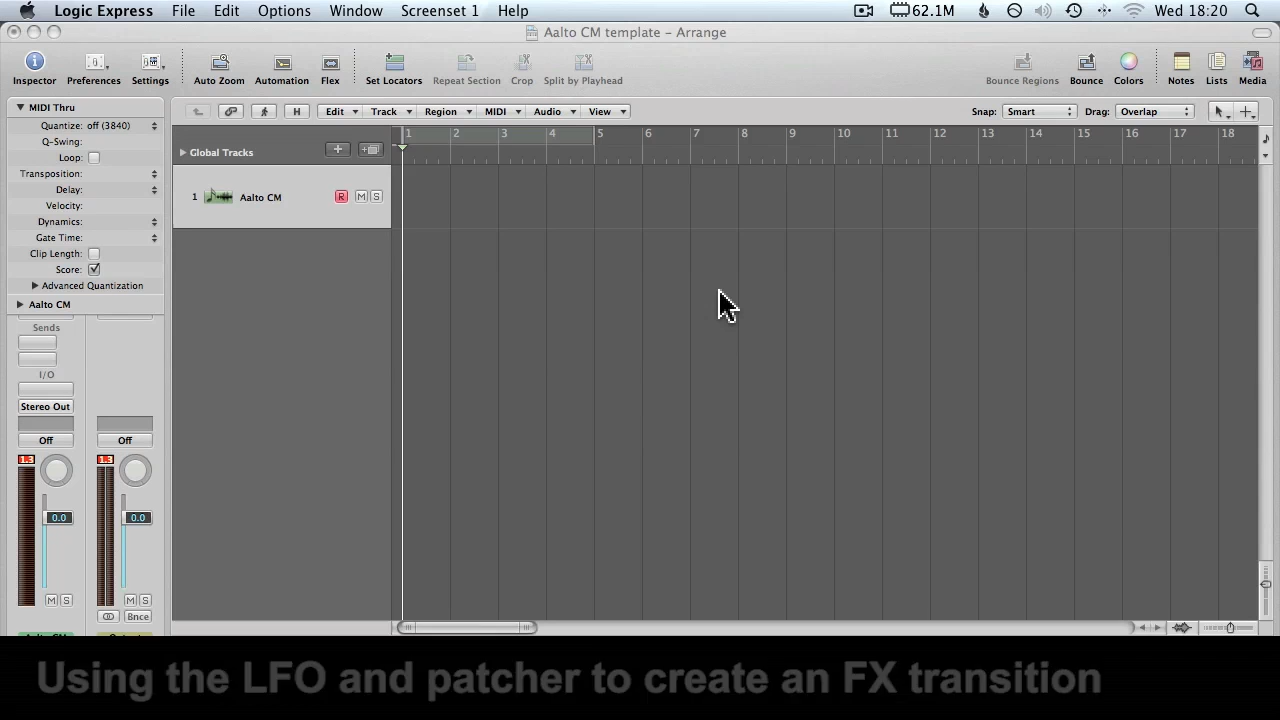 Logic Express File Edit Options Window Screenset 1 Help 62.1M Wed 18:20
Aalto CM template – Arrange
Inspector Preferences Settings Auto Zoom Automation Flex Set Locators Repeat Section Crop Split by Playhead Bounce Regions Bounce Colors Notes Lists Media
MIDI Thru H Edit Track Region MIDI Audio View Snap: Smart Drag: Overlap
Quantize: off (3840)
Q-Swing:
Loop:
Transposition:
Delay:
Velocity:
Dynamics:
Gate Time:
Clip Length:
Score:
Advanced Quantization
Aalto CM
Sends
I/O
Stereo Out
Off Off
1.3 1.3
0.0 0.0
M S M S
Bnce
1 2 3 4 5 6 7 8 9 10 11 12 13 14 15 16 17 18
Global Tracks
1 Aalto CM R M S
Using the LFO and patcher to create an FX transition